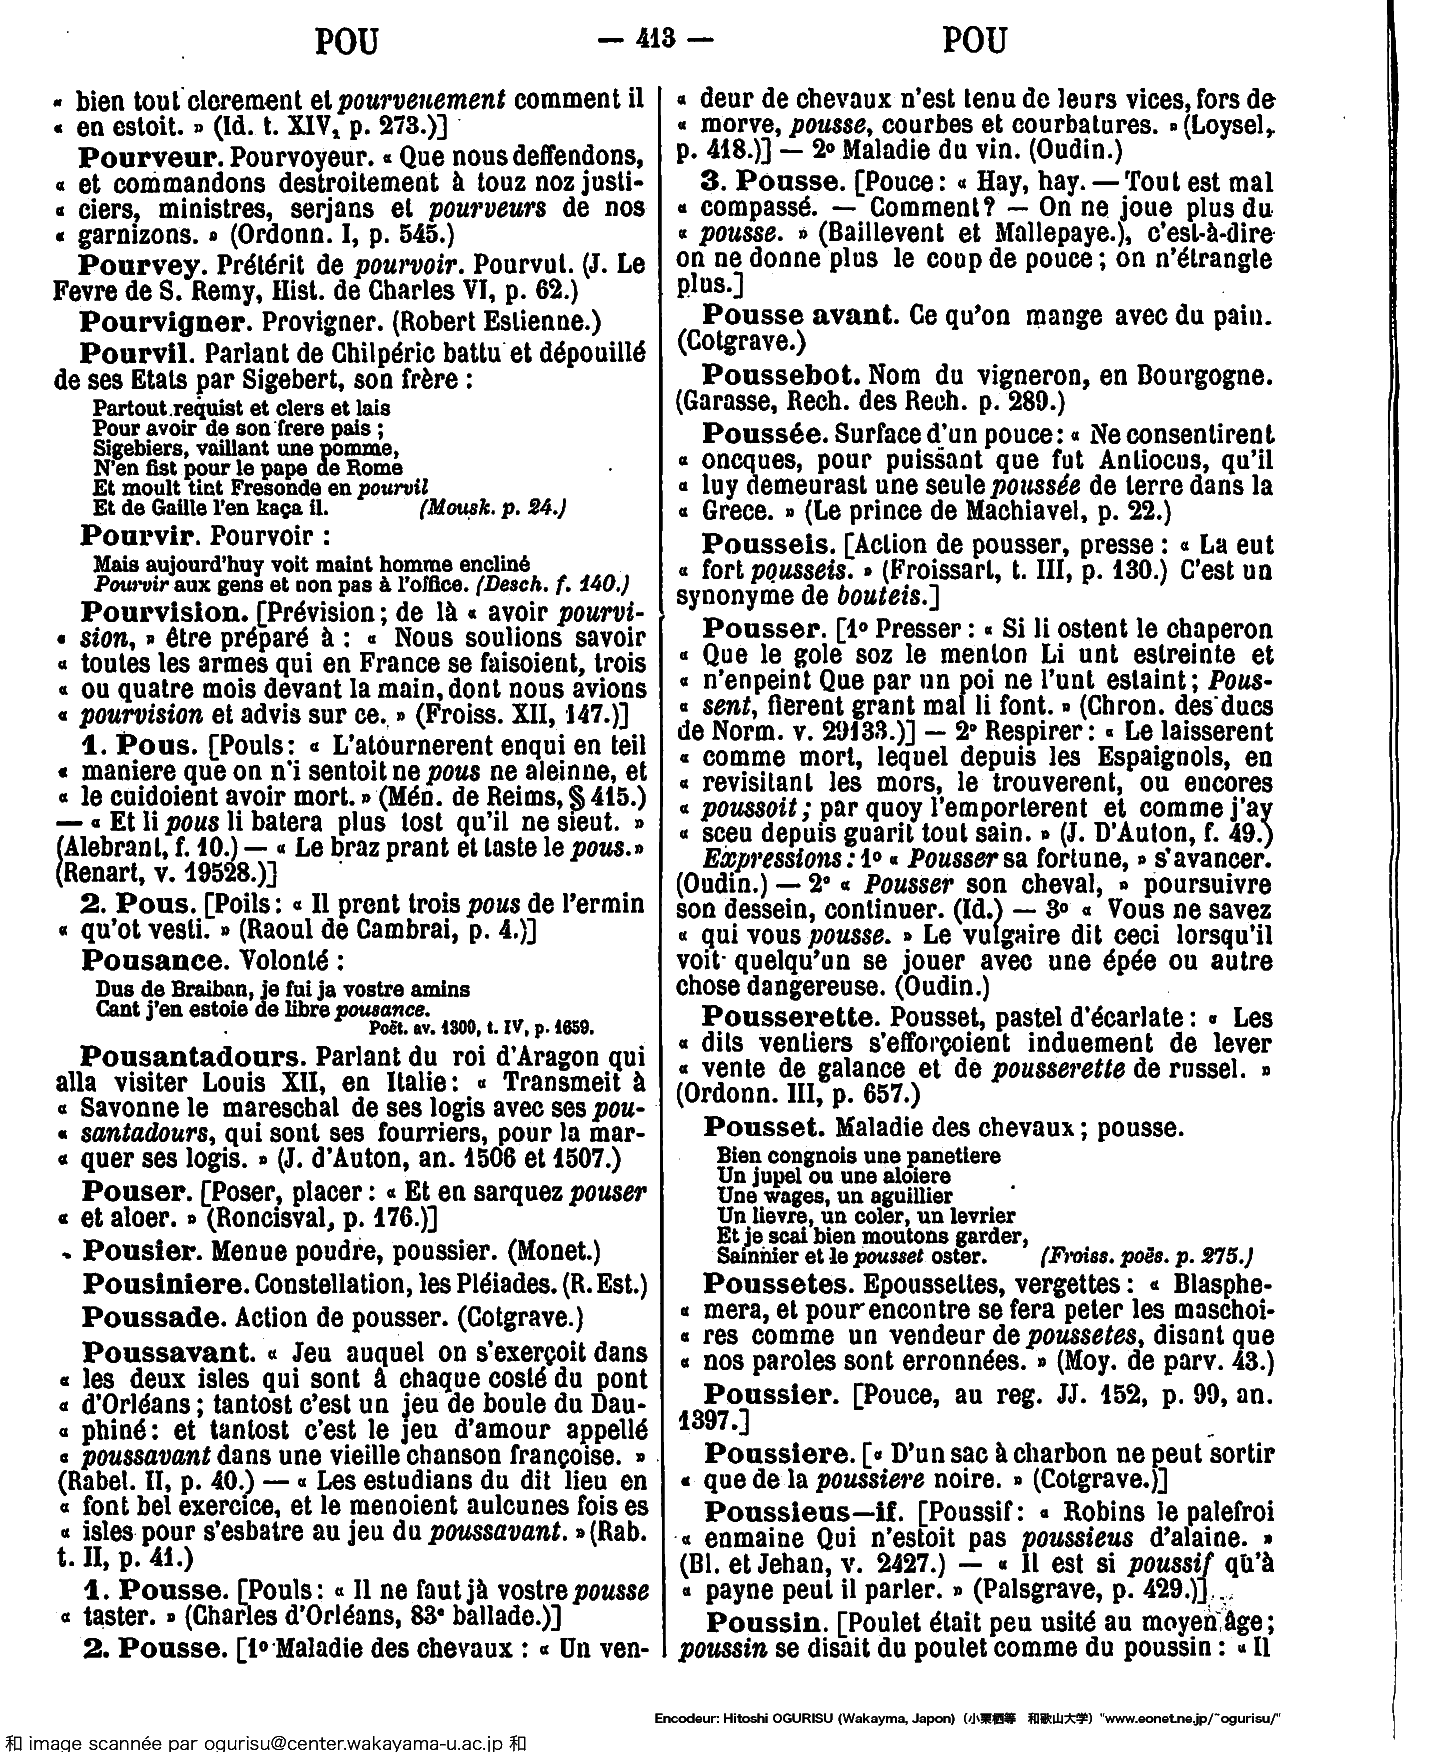 POU — 413 — POU
« bien tout clerement et pourveuement comment il
« en estoit. » (Id. t. XIV, p. 273.)]
Pourveur. Pourvoyeur. « Que nous deffendons,
« et commandons destroitement à touz noz justi-
« ciers, ministres, serjans et pourveurs de nos
« garnizons. » (Ordonn. I, p. 545.)
Pourvey. Prétérit de pourvoir. Pourvut. (J. Le
Fevre de S. Remy, Hist. de Charles VI, p. 62.)
Pourvigner. Provigner. (Robert Estienne.)
Pourvil. Parlant de Chilpéric battu et dépouillé
de ses Etats par Sigebert, son frère :
Partout requist et clers et lais
Pour avoir de son frere pais ;
Sigebiers, vaillant une pomme,
N'en fist pour le pape de Rome
Et moult tint Fresonde en pourvil
Et de Gaille l'en kaça il. (Mousk. p. 24.)
Pourvir. Pourvoir :
Mais aujourd'huy voit maint homme encliné
Pourvir aux gens et non pas à l'office. (Desch. f. 140.)
Pourvision. [Prévision ; de là « avoir pourvi-
« sion, » être préparé à : « Nous soulions savoir
« toutes les armes qui en France se faisoient, trois
« ou quatre mois devant la main, dont nous avions
« pourvision et advis sur ce. » (Froiss. XII, 147.)]
1. Pous. [Pouls : « L'atournerent enqui en teil
« maniere que on n'i sentoit ne pous ne aleinne, et
« le cuidoient avoir mort. » (Mén. de Reims, § 415.)
— « Et li pous li batera plus tost qu'il ne sieut. »
(Alebrant, f. 10.) — « Le braz prant et taste le pous. »
(Renart, v. 19528.)]
2. Pous. [Poils : « Il prent trois pous de l'ermin
« qu'ot vesti. » (Raoul de Cambrai, p. 4.)]
Pousance. Volonté :
Dus de Braiban, je fui ja vostre amins
Cant j'en estoie de libre pousance.
Poët. av. 1300, t. IV, p. 1659.
Pousantadours. Parlant du roi d'Aragon qui
alla visiter Louis XII, en Italie : « Transmeit à
« Savonne le mareschal de ses logis avec ses pou-
« santadours, qui sont ses fourriers, pour la mar-
« quer ses logis. » (J. d'Auton, an. 1506 et 1507.)
Pouser. [Poser, placer : « Et en sarquez pouser
« et aloer. » (Roncisval, p. 176.)]
Pousier. Menue poudre, poussier. (Monet.)
Pousiniere. Constellation, les Pléiades. (R. Est.)
Poussade. Action de pousser. (Cotgrave.)
Poussavant. « Jeu auquel on s'exerçoit dans
« les deux isles qui sont à chaque costé du pont
« d'Orléans ; tantost c'est un jeu de boule du Dau-
« phiné : et tantost c'est le jeu d'amour appellé
« poussavant dans une vieille chanson françoise. »
(Rabel. II, p. 40.) — « Les estudians du dit lieu en
« font bel exercice, et le menoient aulcunes fois es
« isles pour s'esbatre au jeu du poussavant. » (Rab.
t. II, p. 41.)
1. Pousse. [Pouls : « Il ne faut jà vostre pousse
« taster. » (Charles d'Orléans, 83e ballade.)]
2. Pousse. [1o Maladie des chevaux : « Un ven-
« deur de chevaux n'est tenu de leurs vices, fors de
« morve, pousse, courbes et courbatures. » (Loysel,
p. 418.)] — 2o Maladie du vin. (Oudin.)
3. Pousse. [Pouce : « Hay, hay. — Tout est mal
« compassé. — Comment ? — On ne joue plus du
« pousse. » (Baillevent et Mallepaye.), c'est-à-dire
on ne donne plus le coup de pouce ; on n'étrangle
plus.]
Pousse avant. Ce qu'on mange avec du pain.
(Cotgrave.)
Poussebot. Nom du vigneron, en Bourgogne.
(Garasse, Rech. des Rech. p. 289.)
Poussée. Surface d'un pouce : « Ne consentirent
« oncques, pour puissant que fut Antiocus, qu'il
« luy demeurast une seule poussée de terre dans la
« Grece. » (Le prince de Machiavel, p. 22.)
Pousseis. [Action de pousser, presse : « La eut
« fort pousseis. » (Froissart, t. III, p. 130.) C'est un
synonyme de bouteis.]
Pousser. [1o Presser : « Si li ostent le chaperon
« Que le gole soz le menton Li unt estreinte et
« n'enpeint Que par un poi ne l'unt estaint ; Pous-
« sent, fierent grant mal li font. » (Chron. des ducs
de Norm. v. 29133.)] — 2o Respirer : « Le laisserent
« comme mort, lequel depuis les Espaignols, en
« revisitant les mors, le trouverent, ou encores
« poussoit ; par quoy l'emporterent et comme j'ay
« sceu depuis guarit tout sain. » (J. D'Auton, f. 49.)
Expressions : 1o « Pousser sa fortune, » s'avancer.
(Oudin.) — 2o « Pousser son cheval, » poursuivre
son dessein, continuer. (Id.) — 3o « Vous ne savez
« qui vous pousse. » Le vulgaire dit ceci lorsqu'il
voit quelqu'un se jouer avec une épée ou autre
chose dangereuse. (Oudin.)
Pousserette. Pousset, pastel d'écarlate : « Les
« dits ventiers s'efforçoient induement de lever
« vente de galance et de pousserette de russel. »
(Ordonn. III, p. 657.)
Pousset. Maladie des chevaux ; pousse.
Bien congnois une panetiere
Un jupel ou une aloiere
Une wages, un aguillier
Un lievre, un coler, un levrier
Et je scai bien moutons garder,
Sainnier et le pousset oster. (Froiss. poës. p. 275.)
Poussetes. Epoussettes, vergettes : « Blasphe-
« mera, et pour encontre se fera peter les maschoi-
« res comme un vendeur de poussetes, disant que
« nos paroles sont erronnées. » (Moy. de parv. 43.)
Poussier. [Pouce, au reg. JJ. 152, p. 99, an.
1397.]
Poussiere. [« D'un sac à charbon ne peut sortir
« que de la poussiere noire. » (Cotgrave.)]
Poussieus—if. [Poussif : « Robins le palefroi
« enmaine Qui n'estoit pas poussieus d'alaine. »
(Bl. et Jehan, v. 2427.) — « Il est si poussif qu'à
« payne peut il parler. » (Palsgrave, p. 429.)]
Poussin. [Poulet était peu usité au moyen âge ;
poussin se disait du poulet comme du poussin : « Il
Encodeur: Hitoshi OGURISU (Wakayma, Japon) (小栗栖等 和歌山大学) "www.eonet.ne.jp/~ogurisu/"
和 image scannée par ogurisu@center.wakayama-u.ac.jp 和